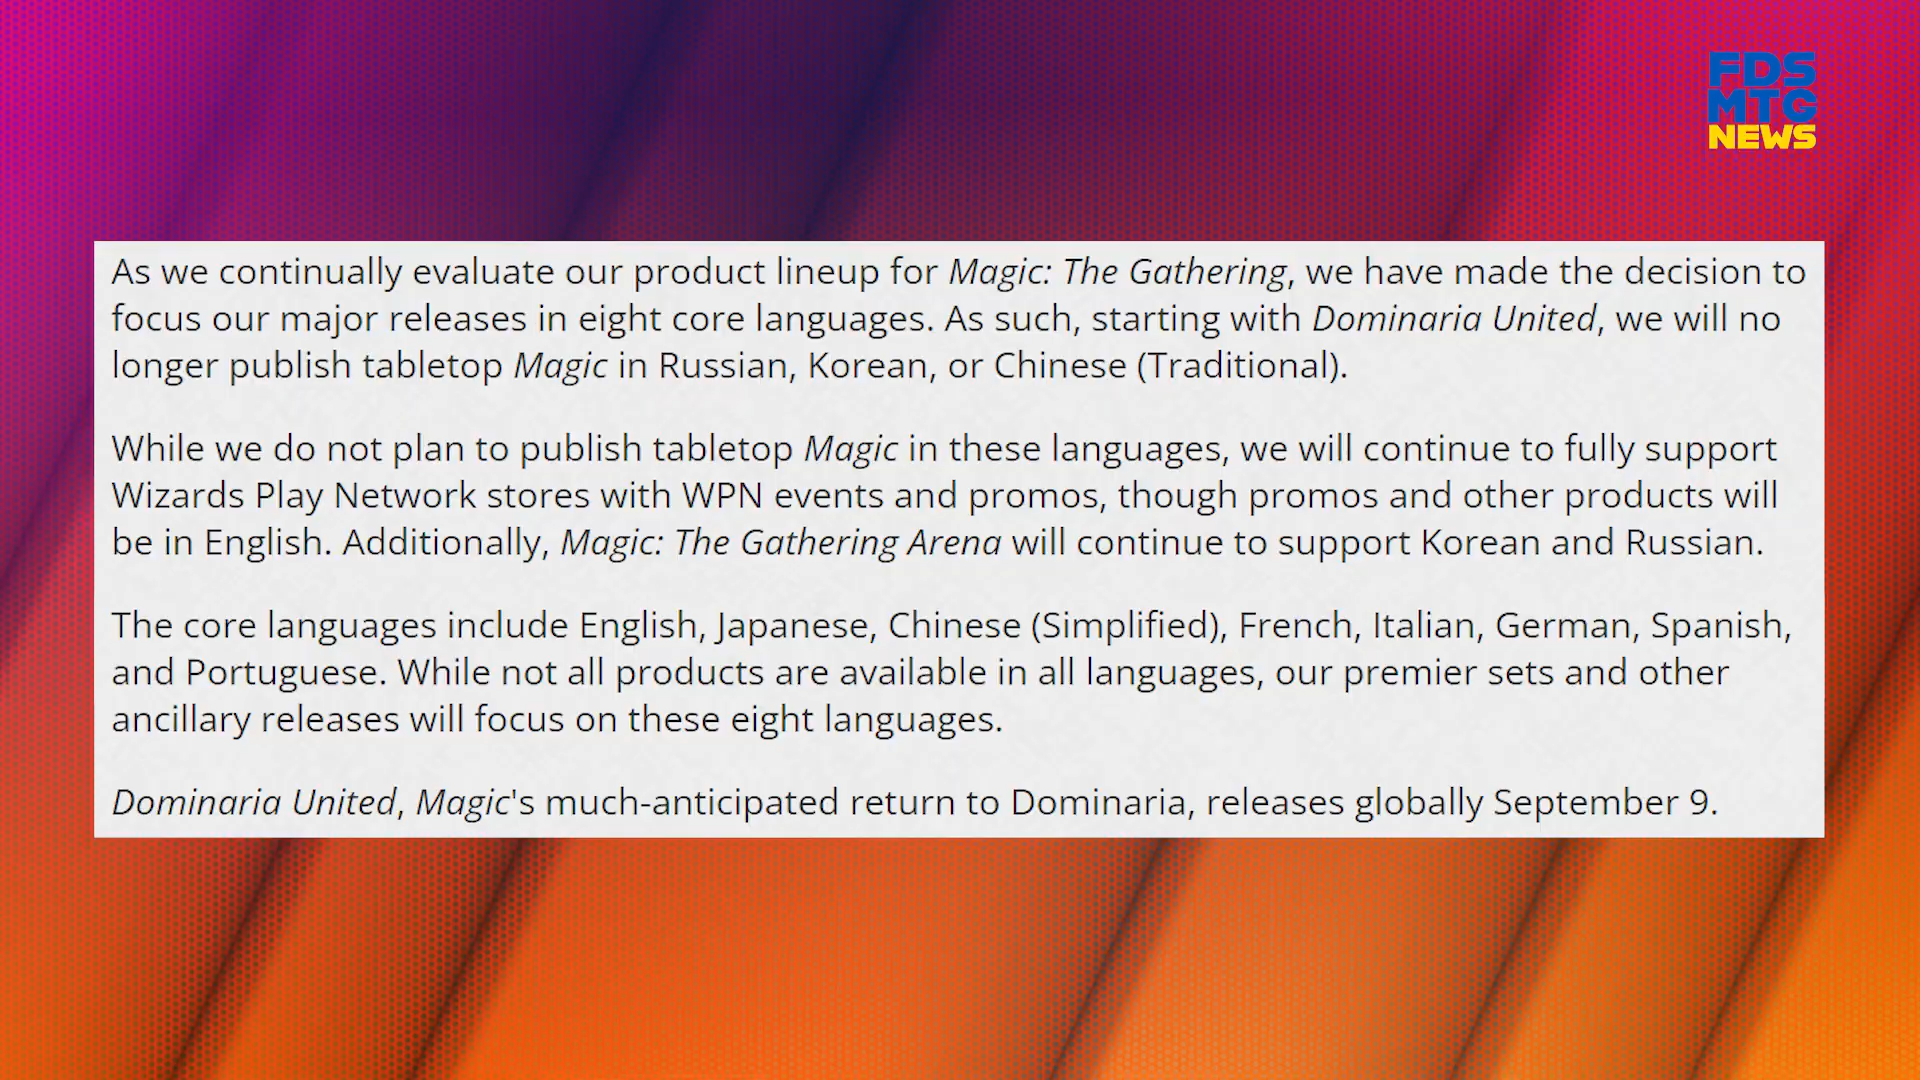 FDS
MTG
NEWS
As we continually evaluate our product lineup for Magic: The Gathering, we have made the decision to
focus our major releases in eight core languages. As such, starting with Dominaria United, we will no
longer publish tabletop Magic in Russian, Korean, or Chinese (Traditional).
While we do not plan to publish tabletop Magic in these languages, we will continue to fully support
Wizards Play Network stores with WPN events and promos, though promos and other products will
be in English. Additionally, Magic: The Gathering Arena will continue to support Korean and Russian.
The core languages include English, Japanese, Chinese (Simplified), French, Italian, German, Spanish,
and Portuguese. While not all products are available in all languages, our premier sets and other
ancillary releases will focus on these eight languages.
Dominaria United, Magic's much-anticipated return to Dominaria, releases globally September 9.